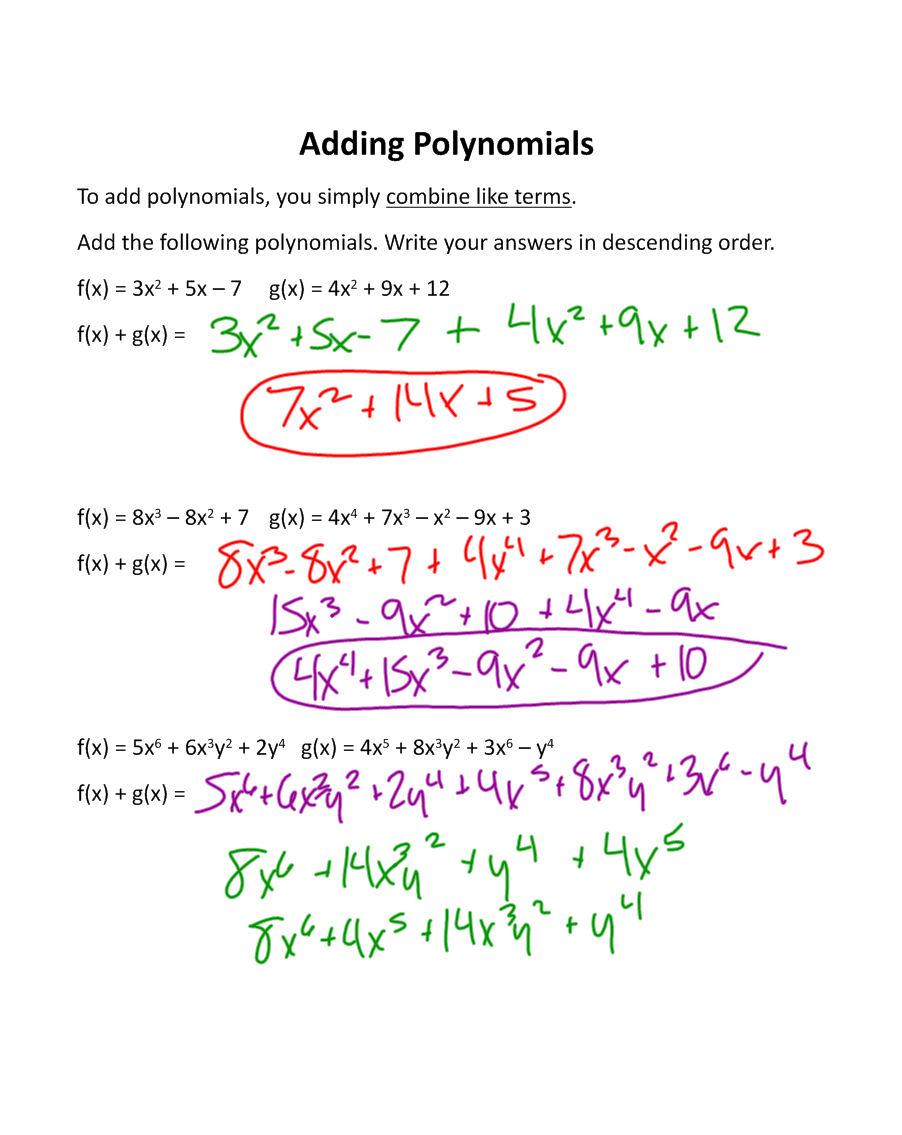 Adding Polynomials
To add polynomials, you simply combine like terms.
Add the following polynomials. Write your answers in descending order.
f(x) = 3x² + 5x – 7 g(x) = 4x² + 9x + 12
f(x) + g(x) = 3x² + 5x - 7 + 4x² + 9x + 12
7x² + 14x + 5
f(x) = 8x³ – 8x² + 7 g(x) = 4x⁴ + 7x³ – x² – 9x + 3
f(x) + g(x) = 8x³ - 8x² + 7 + 4x⁴ + 7x³ - x² - 9x + 3
15x³ - 9x² + 10 + 4x⁴ - 9x
4x⁴ + 15x³ - 9x² - 9x + 10
f(x) = 5x⁶ + 6x³y² + 2y⁴ g(x) = 4x⁵ + 8x³y² + 3x⁶ – y⁴
f(x) + g(x) = 5x⁶ + 6x³y² + 2y⁴ + 4x⁵ + 8x³y² + 3x⁶ - y⁴
8x⁶ + 14x³y² + y⁴ + 4x⁵
8x⁶ + 4x⁵ + 14x³y² + y⁴